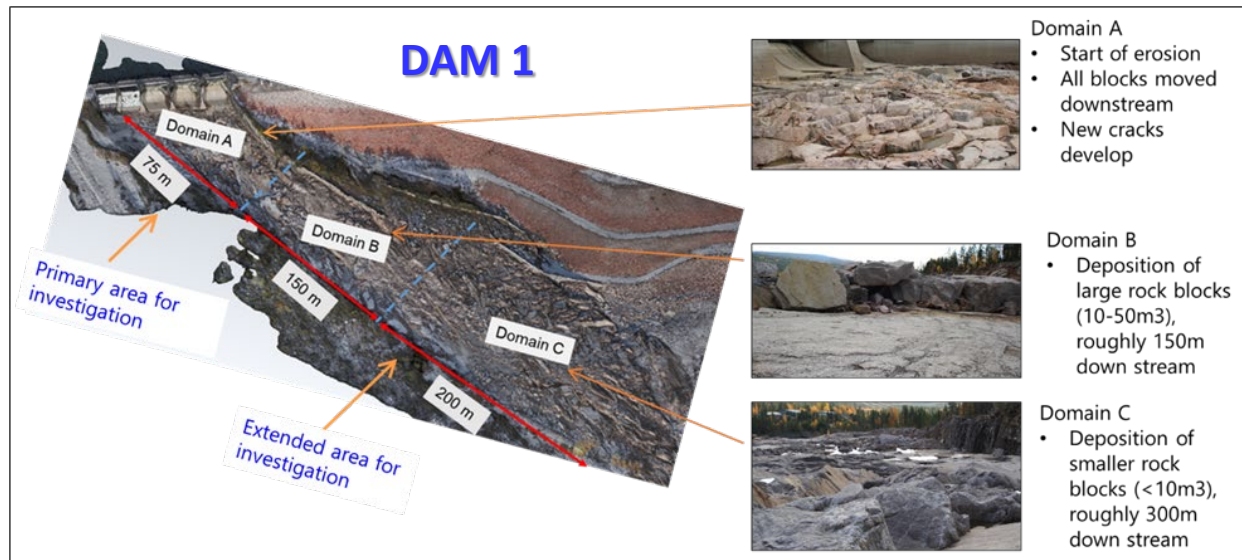 DAM 1
Domain A
75 m
Domain B
150 m
Domain C
200 m
Primary area for
investigation
Extended area for
investigation
Domain A
• Start of erosion
• All blocks moved
downstream
• New cracks
develop
Domain B
• Deposition of
large rock blocks
(10-50m3),
roughly 150m
down stream
Domain C
• Deposition of
smaller rock
blocks (<10m3),
roughly 300m
down stream